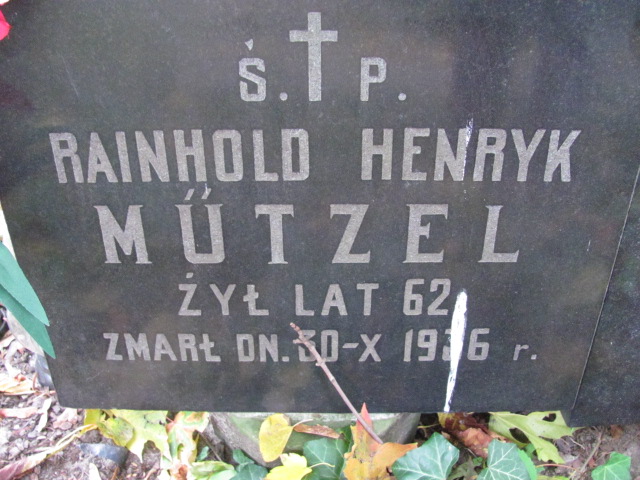 Ś. P.
RAINHOLD HENRYK
MŰTZEL
ŻYŁ LAT 62
ZMARŁ DN. 30-X 1936 r.